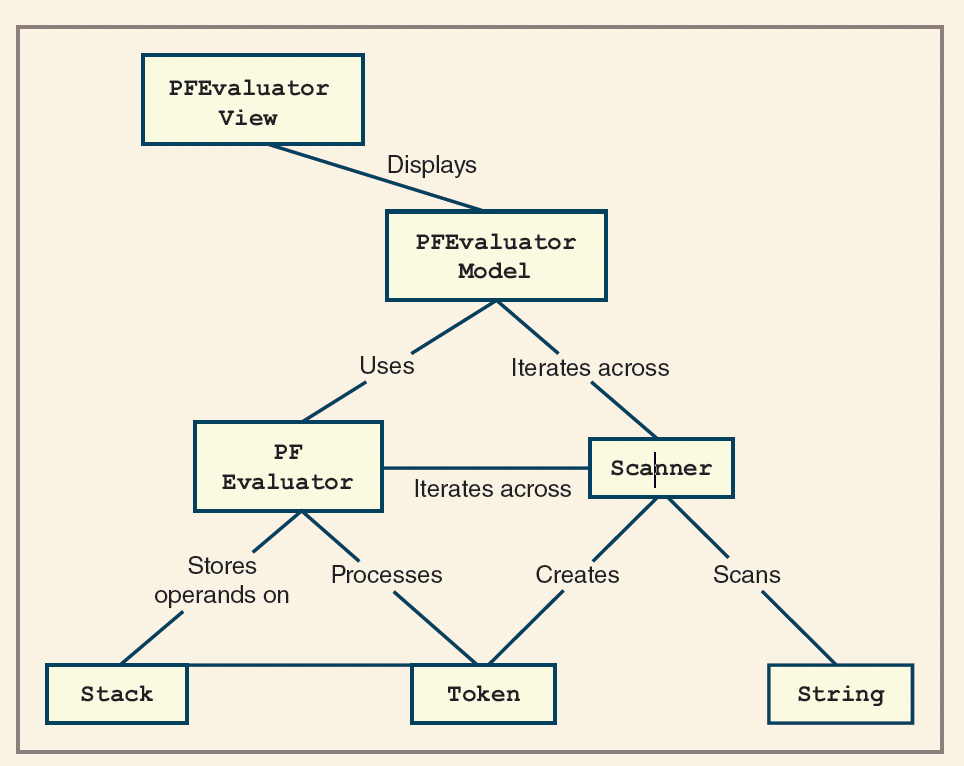 PFEvaluator
View
Displays
PFEvaluator
Model
Uses
Iterates across
PF
Evaluator
Scanner
Iterates across
Stores
operands on
Processes
Creates
Scans
Stack
Token
String